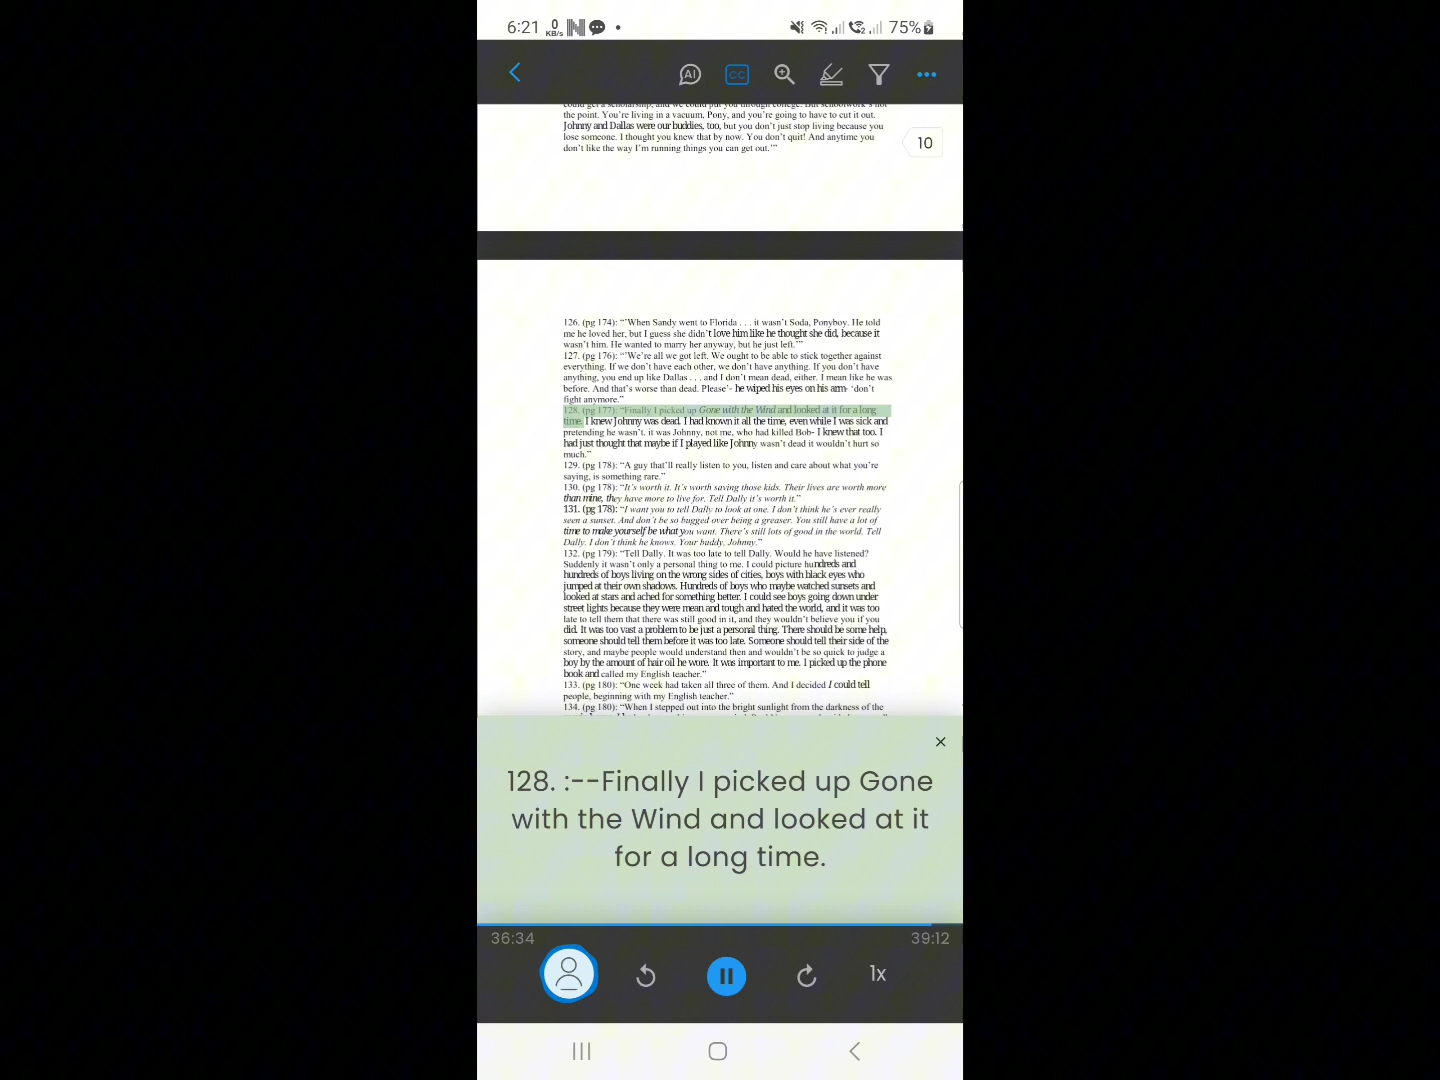 6:21 0 KB/s N 75%
AI CC
the point. You're living in a vacuum, Pony, and you're going to have to cut it out.
Johnny and Dallas were our buddies, too, but you don't just stop living because you
lose someone. I thought you knew that by now. You don't quit! And anytime you
don't like the way I'm running things you can get out.'”
10
126. (pg 174): “'When Sandy went to Florida . . . it wasn't Soda, Ponyboy. He told
me he loved her, but I guess she didn't love him like he thought she did, because it
wasn't him. He wanted to marry her anyway, but he just left.'”
127. (pg 176): “'We're all we got left. We ought to be able to stick together against
everything. If we don't have each other, we don't have anything. If you don't have
anything, you end up like Dallas . . . and I don't mean dead, either. I mean like he was
before. And that's worse than dead. Please'- he wiped his eyes on his arm- 'don't
fight anymore.”
128. (pg 177): “Finally I picked up Gone with the Wind and looked at it for a long
time. I knew Johnny was dead. I had known it all the time, even while I was sick and
pretending he wasn't. it was Johnny, not me, who had killed Bob- I knew that too. I
had just thought that maybe if I played like Johnny wasn't dead it wouldn't hurt so
much.”
129. (pg 178): “A guy that'll really listen to you, listen and care about what you're
saying, is something rare.”
130. (pg 178): “It's worth it. It's worth saving those kids. Their lives are worth more
than mine, they have more to live for. Tell Dally it's worth it.”
131. (pg 178): “I want you to tell Dally to look at one. I don't think he's ever really
seen a sunset. And don't be so bugged over being a greaser. You still have a lot of
time to make yourself be what you want. There's still lots of good in the world. Tell
Dally. I don't think he knows. Your buddy, Johnny.”
132. (pg 179): “Tell Dally. It was too late to tell Dally. Would he have listened?
Suddenly it wasn't only a personal thing to me. I could picture hundreds and
hundreds of boys living on the wrong sides of cities, boys with black eyes who
jumped at their own shadows. Hundreds of boys who maybe watched sunsets and
looked at stars and ached for something better. I could see boys going down under
street lights because they were mean and tough and hated the world, and it was too
late to tell them that there was still good in it, and they wouldn't believe you if you
did. It was too vast a problem to be just a personal thing. There should be some help,
someone should tell them before it was too late. Someone should tell their side of the
story, and maybe people would understand then and wouldn't be so quick to judge a
boy by the amount of hair oil he wore. It was important to me. I picked up the phone
book and called my English teacher.”
133. (pg 180): “One week had taken all three of them. And I decided I could tell
people, beginning with my English teacher.”
134. (pg 180): “When I stepped out into the bright sunlight from the darkness of the
128. :--Finally I picked up Gone
with the Wind and looked at it
for a long time.
36:34 39:12
1x